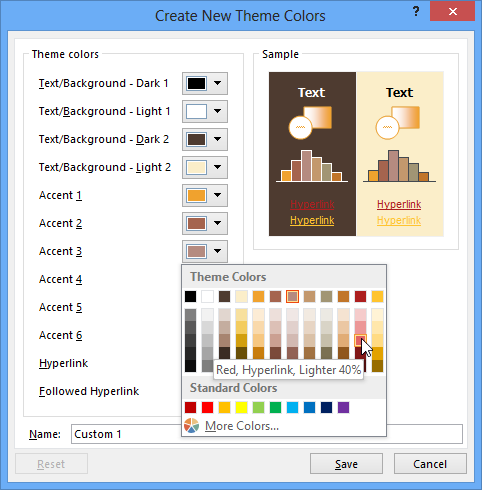 Create New Theme Colors
?
Theme colors
Sample
Text/Background - Dark 1
Text/Background - Light 1
Text/Background - Dark 2
Text/Background - Light 2
Accent 1
Accent 2
Accent 3
Accent 4
Accent 5
Accent 6
Hyperlink
Followed Hyperlink
Text
Text
Hyperlink
Hyperlink
Hyperlink
Hyperlink
Theme Colors
Red, Hyperlink, Lighter 40%
Standard Colors
More Colors...
Name: Custom 1
Reset
Save
Cancel